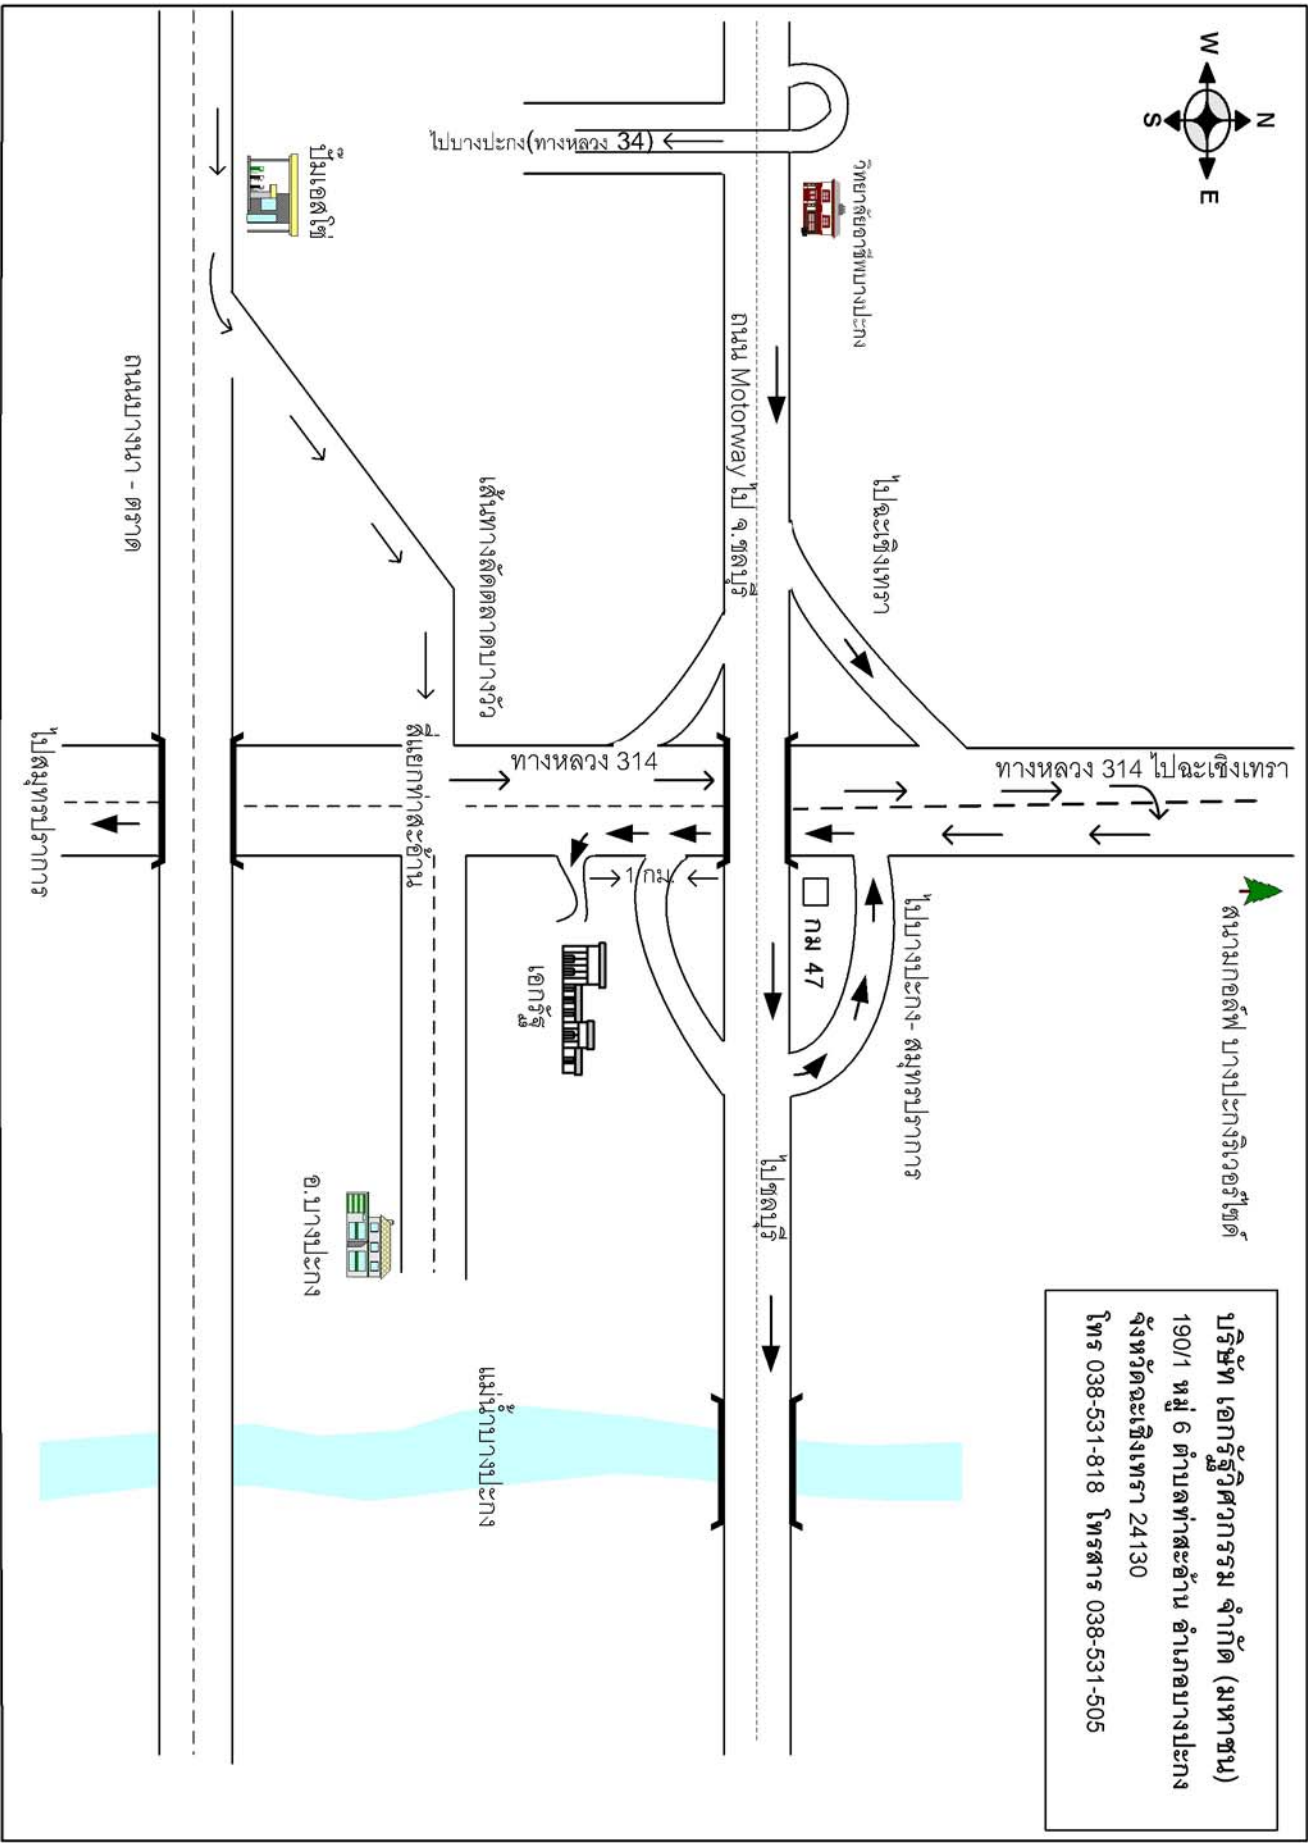 N
W
E
S
บริษัท เอกรัฐวิศวกรรม จำกัด (มหาชน)
190/1 หมู่ 6 ตำบลท่าสะอ้าน อำเภอบางปะกง
จังหวัดฉะเชิงเทรา 24130
โทร 038-531-818 โทรสาร 038-531-505
สนามกอล์ฟ บางปะกงริเวอร์ไซด์
ทางหลวง 314 ไปฉะเชิงเทรา
วิทยาลัยอาชีพบางปะกง
ไปฉะเชิงเทรา
ไปบางปะกง- สมุทรปราการ
กม 47
ถนน Motorway ไป จ.ชลบุรี
ไปชลบุรี
ไปบางปะกง(ทางหลวง 34)
ทางหลวง 314
1 กม.
เอกรัฐ
เส้นทางลัดตลาดบางวัว
แม่น้ำบางปะกง
สี่แยกท่าสะอ้าน
ปั๊มเอสโซ่
อ.บางปะกง
ถนนบางนา - ตราด
ไปสมุทรปราการ